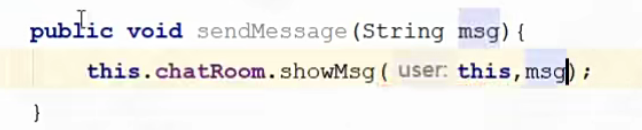 public void sendMessage(String msg){
this.chatRoom.showMsg( user: this,msg);
}